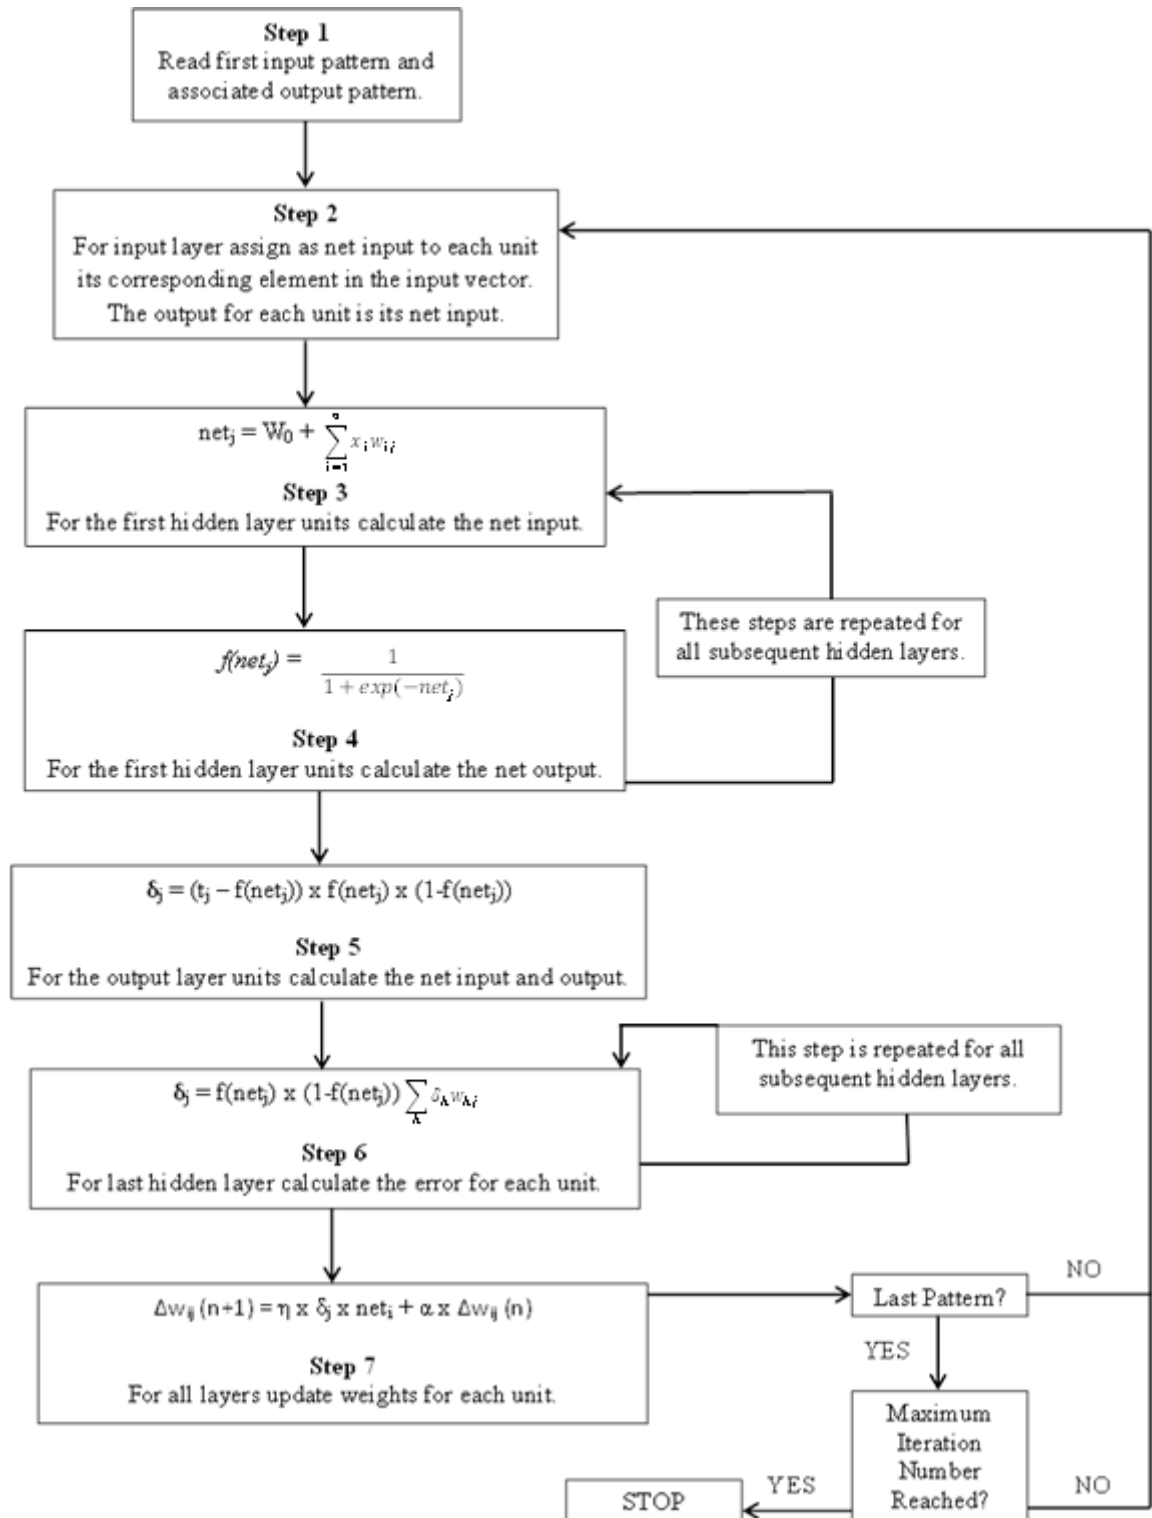 Step 1
Read first input pattern and
associated output pattern.
Step 2
For input layer assign as net input to each unit
its corresponding element in the input vector.
The output for each unit is its net input.
netj = W0 + ∑ i=1 n xi wij
Step 3
For the first hidden layer units calculate the net input.
These steps are repeated for
all subsequent hidden layers.
f(netj) = 1 / 1 + exp(−netj)
Step 4
For the first hidden layer units calculate the net output.
δj = (tj – f(netj)) x f(netj) x (1-f(netj))
Step 5
For the output layer units calculate the net input and output.
This step is repeated for all
subsequent hidden layers.
δj = f(netj) x (1-f(netj)) ∑ k δk wkj
Step 6
For last hidden layer calculate the error for each unit.
Δwij (n+1) = η x δj x neti + α x Δwij (n)
Step 7
For all layers update weights for each unit.
Last Pattern?
NO
YES
Maximum
Iteration
Number
Reached?
NO
YES
STOP